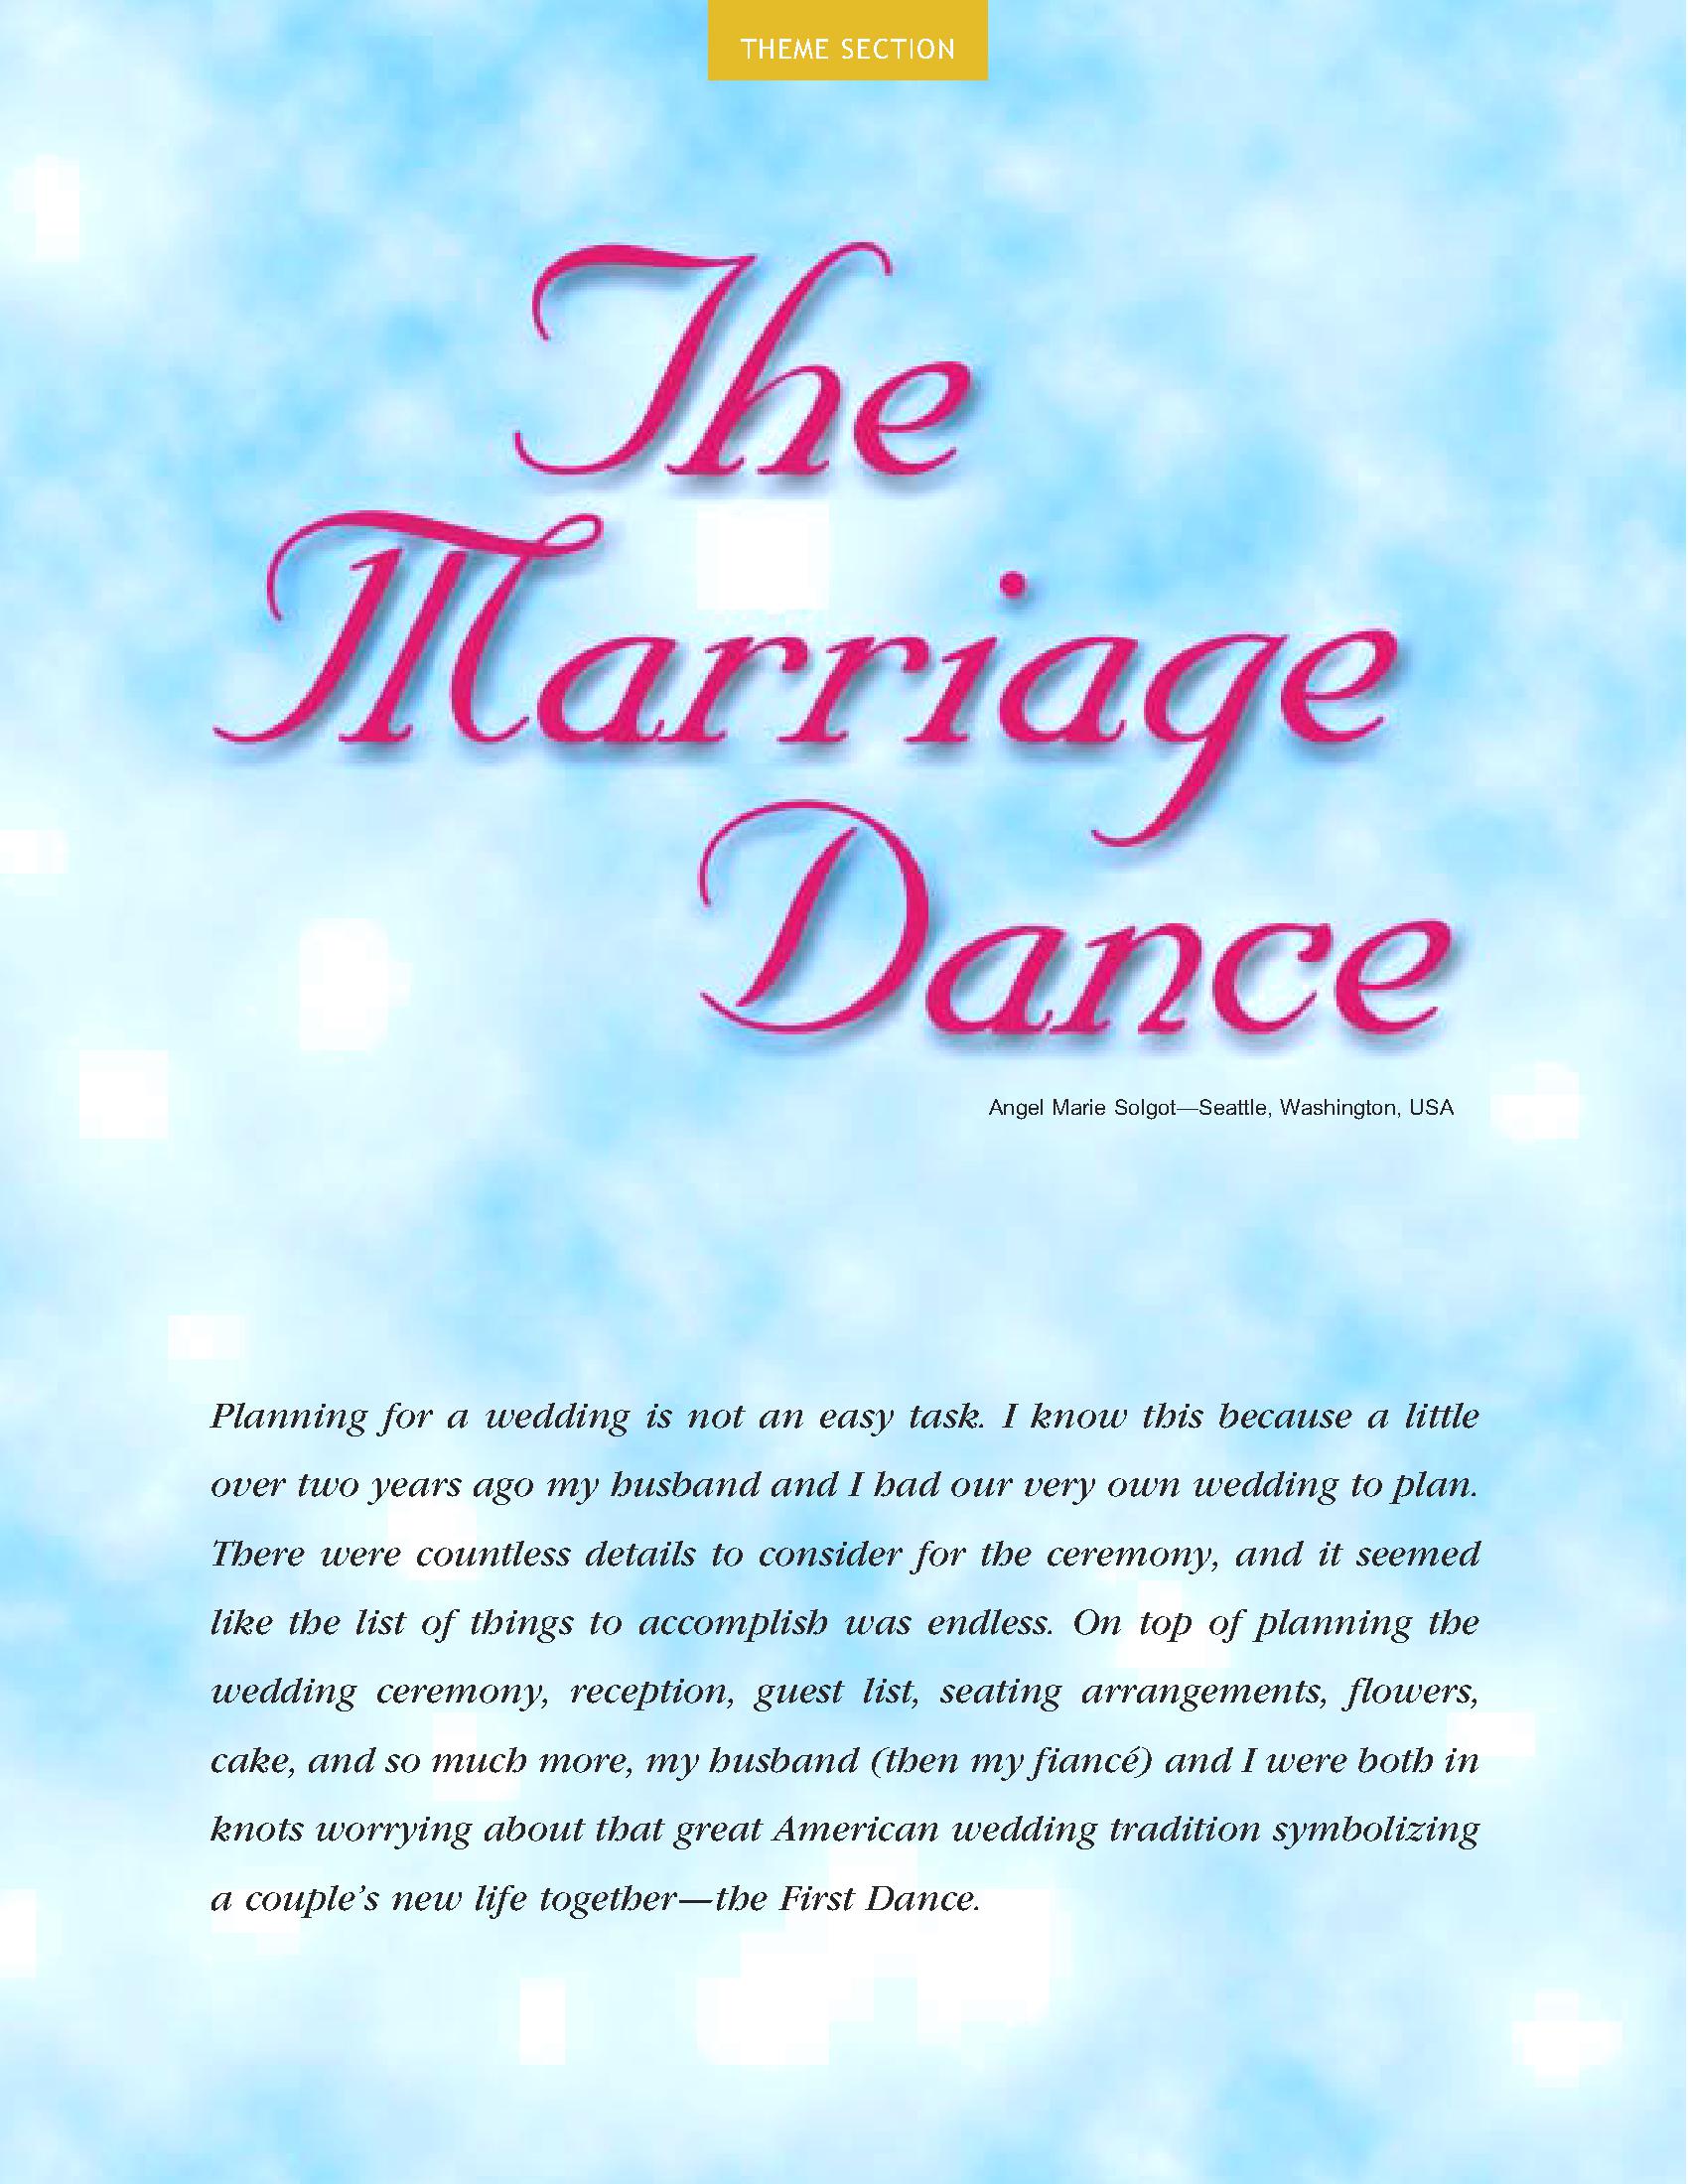 THEME SECTION
The
Marriage
Dance
Angel Marie Solgot—Seattle, Washington, USA
Planning for a wedding is not an easy task. I know this because a little
over two years ago my husband and I had our very own wedding to plan.
There were countless details to consider for the ceremony, and it seemed
like the list of things to accomplish was endless. On top of planning the
wedding ceremony, reception, guest list, seating arrangements, flowers,
cake, and so much more, my husband (then my fiancé) and I were both in
knots worrying about that great American wedding tradition symbolizing
a couple’s new life together—the First Dance.